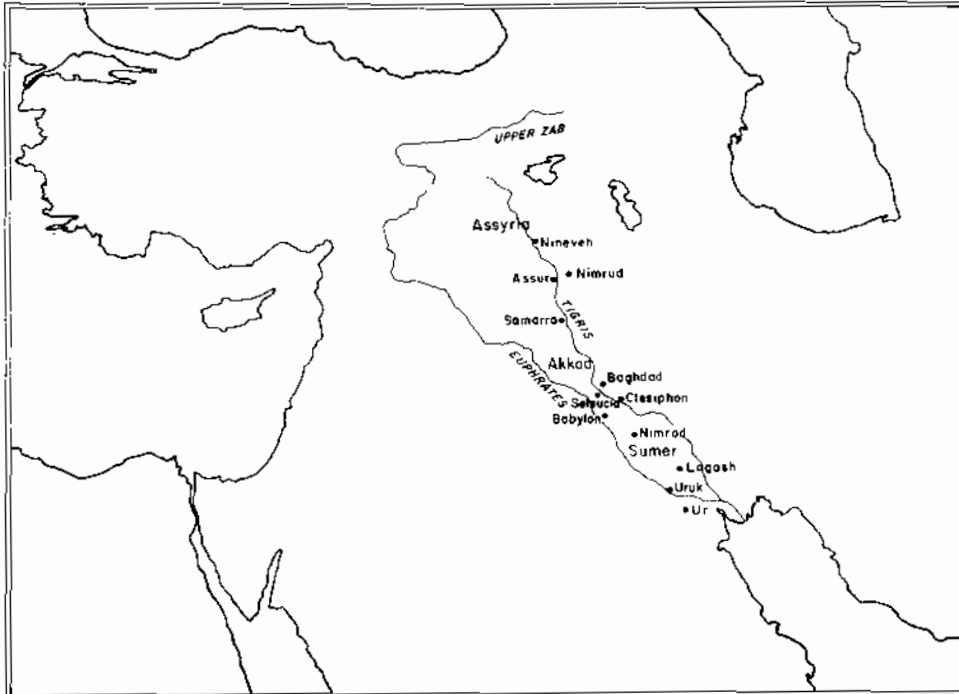 UPPER ZAB
Assyria
Nineveh
Nimrud
Assur
TIGRIS
Samarra
Akkad
EUPHRATES
Baghdad
Seleucia
Ctesiphon
Babylon
Nimrod
Sumer
Lagash
Uruk
Ur